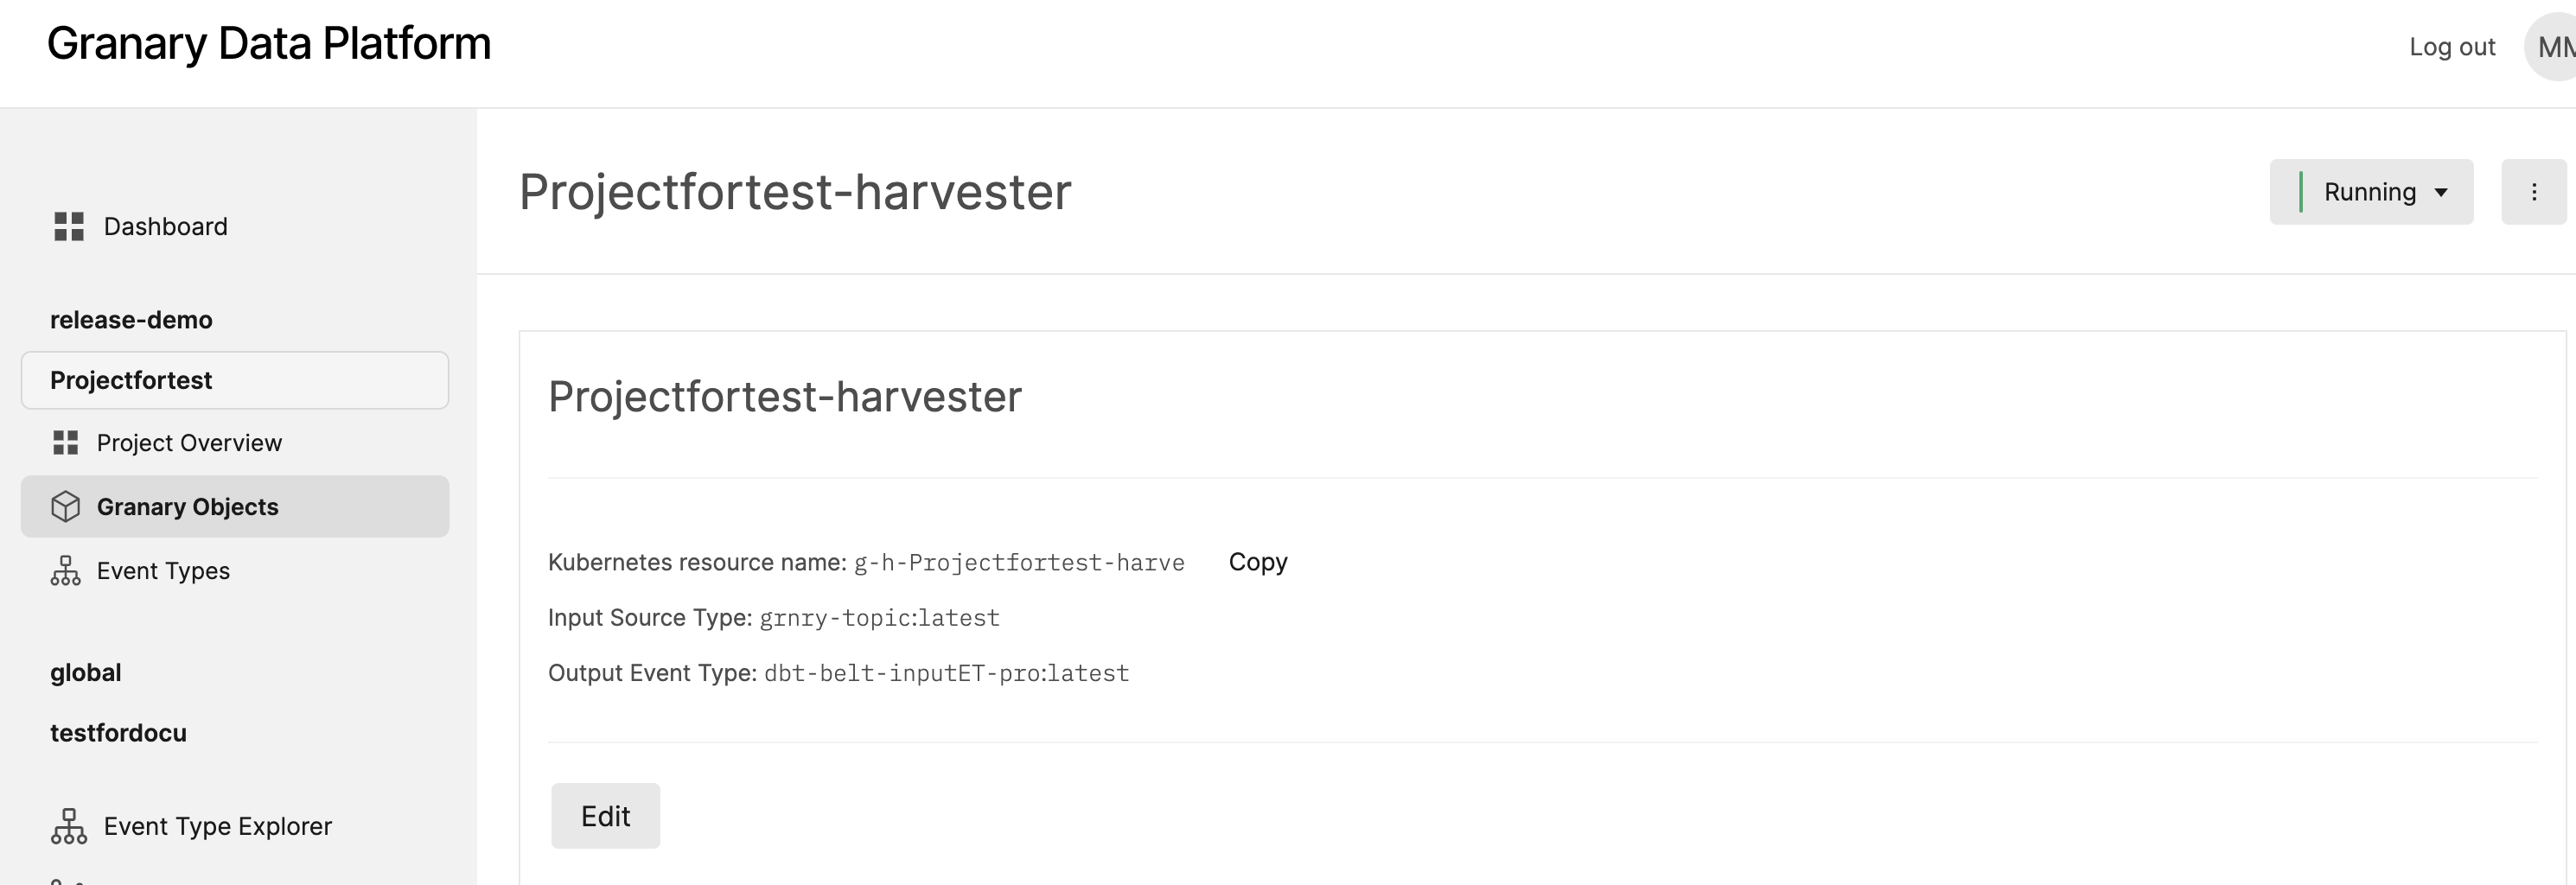 Granary Data Platform
Log out
MM
Dashboard
release-demo
Projectfortest
Project Overview
Granary Objects
Event Types
global
testfordocu
Event Type Explorer
Projectfortest-harvester
Running
Projectfortest-harvester
Kubernetes resource name: g-h-Projectfortest-harve Copy
Input Source Type: grnry-topic:latest
Output Event Type: dbt-belt-inputET-pro:latest
Edit